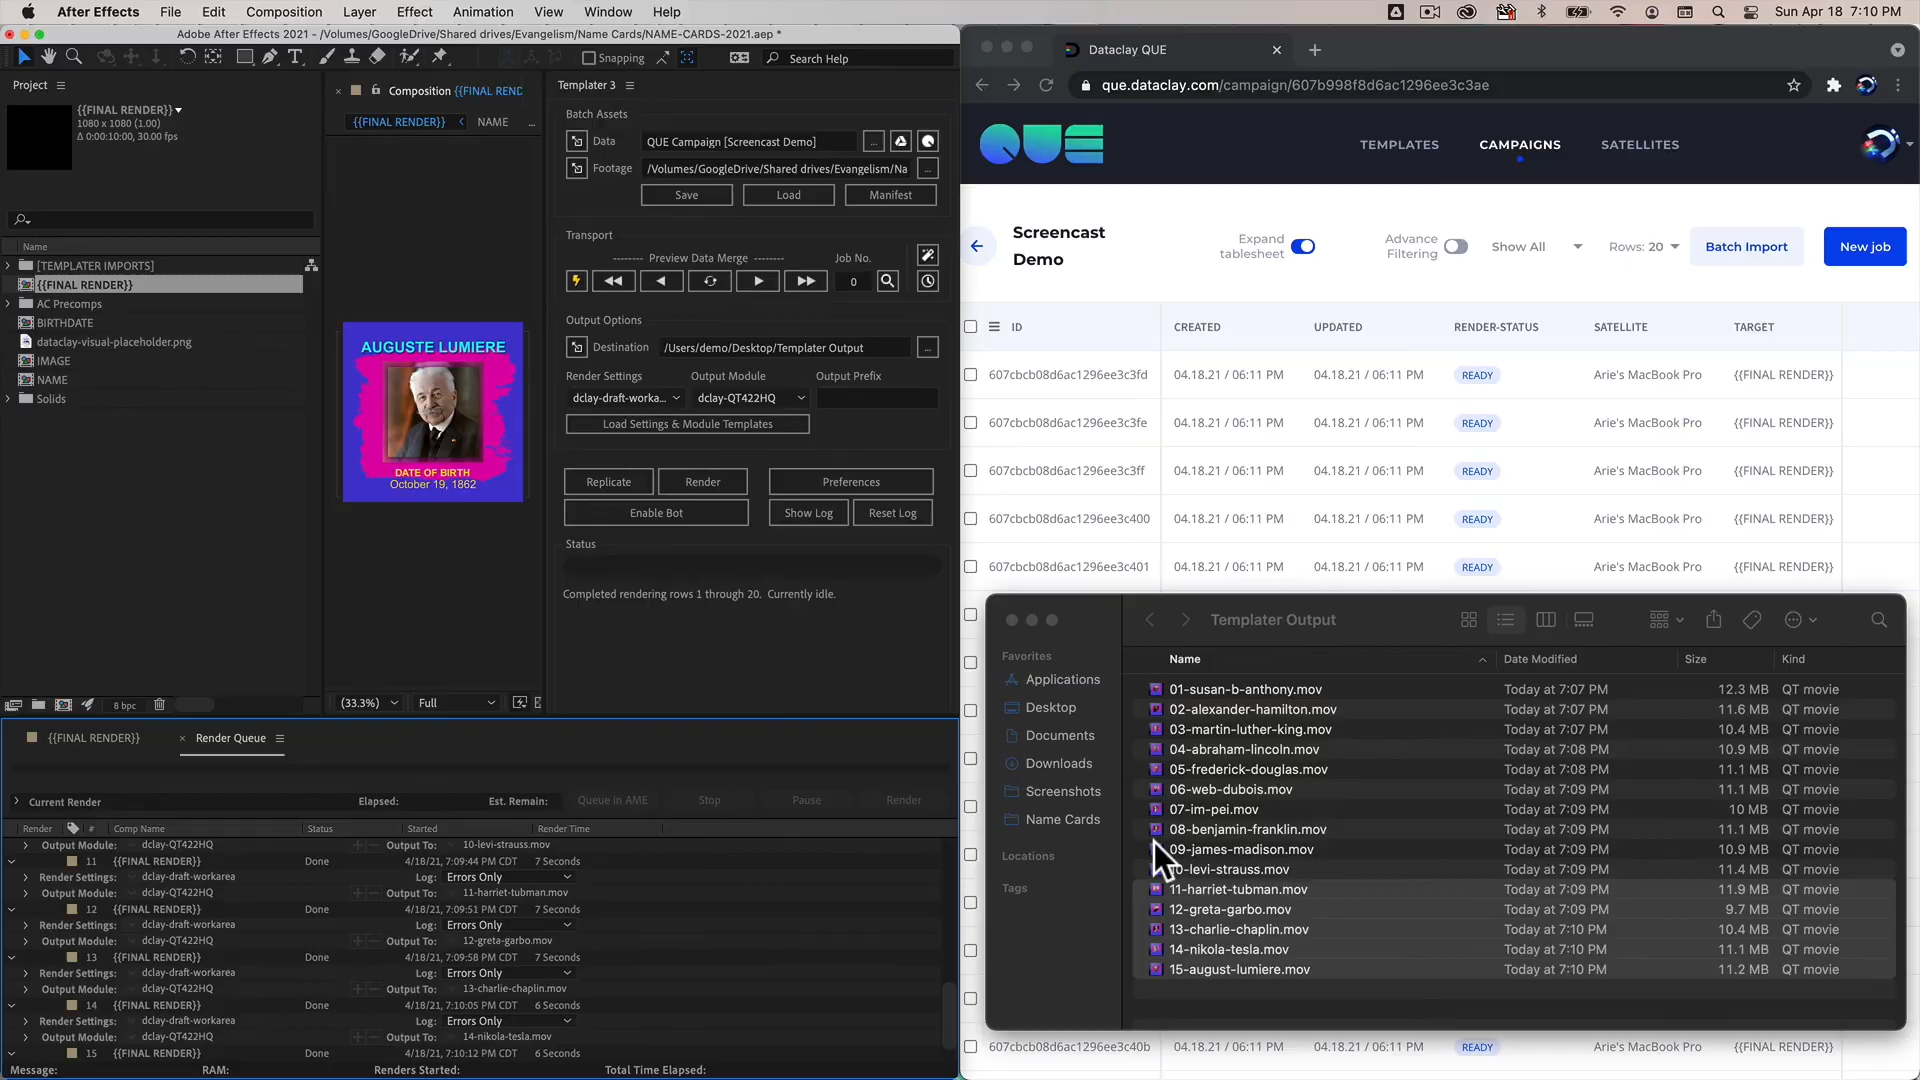 After Effects File Edit Composition Layer Effect Animation View Window Help
Sun Apr 18 7:10 PM
Adobe After Effects 2021 - /Volumes/GoogleDrive/Shared drives/Evangelism/Name Cards/NAME-CARDS-2021.aep *
Snapping
Search Help
Project
{{FINAL RENDER}}
1080 x 1080 (1.00)
Δ 0:00:10:00, 30.00 fps
Name
[TEMPLATER IMPORTS]
{{FINAL RENDER}}
AC Precomps
BIRTHDATE
dataclay-visual-placeholder.png
IMAGE
NAME
Solids
8 bpc
Composition {{FINAL REND
{{FINAL RENDER}} < NAME ...
AUGUSTE LUMIERE
DATE OF BIRTH
October 19, 1862
(33.3%) Full
Templater 3
Batch Assets
Data QUE Campaign [Screencast Demo] ...
Footage /Volumes/GoogleDrive/Shared drives/Evangelism/Na ...
Save Load Manifest
Transport
-------- Preview Data Merge -------- Job No.
0
Output Options
Destination /Users/demo/Desktop/Templater Output ...
Render Settings Output Module Output Prefix
dclay-draft-worka... dclay-QT422HQ
Load Settings & Module Templates
Replicate Render Preferences
Enable Bot Show Log Reset Log
Status
Completed rendering rows 1 through 20. Currently idle.
{{FINAL RENDER}} × Render Queue
Current Render Elapsed: Est. Remain: Queue in AME Stop Pause Render
Render # Comp Name Status Started Render Time
Output Module: dclay-QT422HQ Output To: 10-levi-strauss.mov
11 {{FINAL RENDER}} Done 4/18/21, 7:09:44 PM CDT 7 Seconds
Render Settings: dclay-draft-workarea Log: Errors Only
Output Module: dclay-QT422HQ Output To: 11-harriet-tubman.mov
12 {{FINAL RENDER}} Done 4/18/21, 7:09:51 PM CDT 7 Seconds
Render Settings: dclay-draft-workarea Log: Errors Only
Output Module: dclay-QT422HQ Output To: 12-greta-garbo.mov
13 {{FINAL RENDER}} Done 4/18/21, 7:09:58 PM CDT 7 Seconds
Render Settings: dclay-draft-workarea Log: Errors Only
Output Module: dclay-QT422HQ Output To: 13-charlie-chaplin.mov
14 {{FINAL RENDER}} Done 4/18/21, 7:10:05 PM CDT 6 Seconds
Render Settings: dclay-draft-workarea Log: Errors Only
Output Module: dclay-QT422HQ Output To: 14-nikola-tesla.mov
15 {{FINAL RENDER}} Done 4/18/21, 7:10:12 PM CDT 6 Seconds
Message: RAM: Renders Started: Total Time Elapsed:
Dataclay QUE
que.dataclay.com/campaign/607b998f8d6ac1296ee3c3ae
QUE TEMPLATES CAMPAIGNS SATELLITES
Screencast Demo
Expand tablesheet
Advance Filtering
Show All
Rows: 20
Batch Import
New job
ID CREATED UPDATED RENDER-STATUS SATELLITE TARGET
607cbcb08d6ac1296ee3c3fd 04.18.21 / 06:11 PM 04.18.21 / 06:11 PM READY Arie's MacBook Pro {{FINAL RENDER}}
607cbcb08d6ac1296ee3c3fe 04.18.21 / 06:11 PM 04.18.21 / 06:11 PM READY Arie's MacBook Pro {{FINAL RENDER}}
607cbcb08d6ac1296ee3c3ff 04.18.21 / 06:11 PM 04.18.21 / 06:11 PM READY Arie's MacBook Pro {{FINAL RENDER}}
607cbcb08d6ac1296ee3c400 04.18.21 / 06:11 PM 04.18.21 / 06:11 PM READY Arie's MacBook Pro {{FINAL RENDER}}
607cbcb08d6ac1296ee3c401 04.18.21 / 06:11 PM 04.18.21 / 06:11 PM READY Arie's MacBook Pro {{FINAL RENDER}}
Templater Output
Favorites
Applications
Desktop
Documents
Downloads
Screenshots
Name Cards
Locations
Tags
Name Date Modified Size Kind
01-susan-b-anthony.mov Today at 7:07 PM 12.3 MB QT movie
02-alexander-hamilton.mov Today at 7:07 PM 11.6 MB QT movie
03-martin-luther-king.mov Today at 7:07 PM 10.4 MB QT movie
04-abraham-lincoln.mov Today at 7:08 PM 10.9 MB QT movie
05-frederick-douglas.mov Today at 7:08 PM 11.1 MB QT movie
06-web-dubois.mov Today at 7:09 PM 11.1 MB QT movie
07-im-pei.mov Today at 7:09 PM 10 MB QT movie
08-benjamin-franklin.mov Today at 7:09 PM 11.1 MB QT movie
09-james-madison.mov Today at 7:09 PM 10.9 MB QT movie
10-levi-strauss.mov Today at 7:09 PM 11.4 MB QT movie
11-harriet-tubman.mov Today at 7:09 PM 11.9 MB QT movie
12-greta-garbo.mov Today at 7:09 PM 9.7 MB QT movie
13-charlie-chaplin.mov Today at 7:10 PM 10.4 MB QT movie
14-nikola-tesla.mov Today at 7:10 PM 11.1 MB QT movie
15-august-lumiere.mov Today at 7:10 PM 11.2 MB QT movie
607cbcb08d6ac1296ee3c40b 04.18.21 / 06:11 PM 04.18.21 / 06:11 PM READY Arie's MacBook Pro {{FINAL RENDER}}